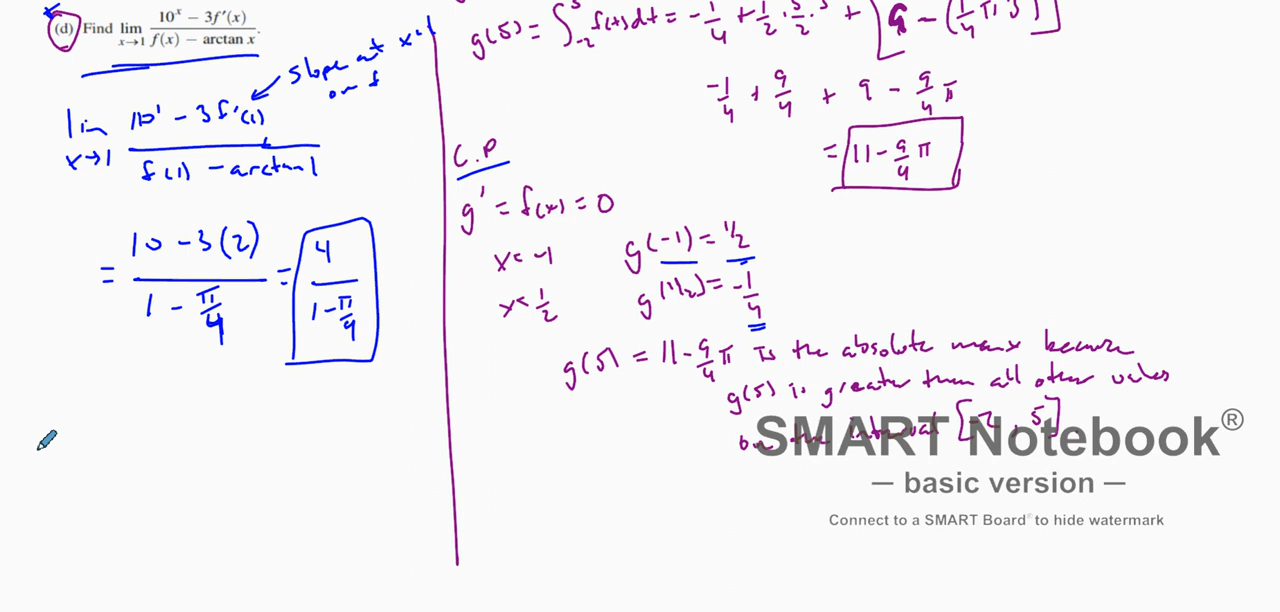 (d) Find lim x→1 (10^x − 3f′(x)) / (f(x) − arctan x).
slope at x=1
on f
lim x→1 (10^1 − 3f′(1)) / (f(1) − arctan 1)
= (10 − 3(2)) / (1 − π/4) = 4 / (1 − π/4)
g(5) = ∫_{-2}^{5} f(t)dt = −1/4 + 1/2 · 3/2 · 3 + [9 − (1/4 π 3
−1/4 + 9/4 + 9 − 9/4 π
= 11 − 9/4 π
C.P
g′ = f(x) = 0
x = −1 g(−1) = 1/2
x = 1/2 g(1/2) = −1/4
g(5) = 11 − 9/4 π is the absolute max because
g(5) is greater than all other values
on the interval [−2, 5]
SMART Notebook®
— basic version —
Connect to a SMART Board® to hide watermark